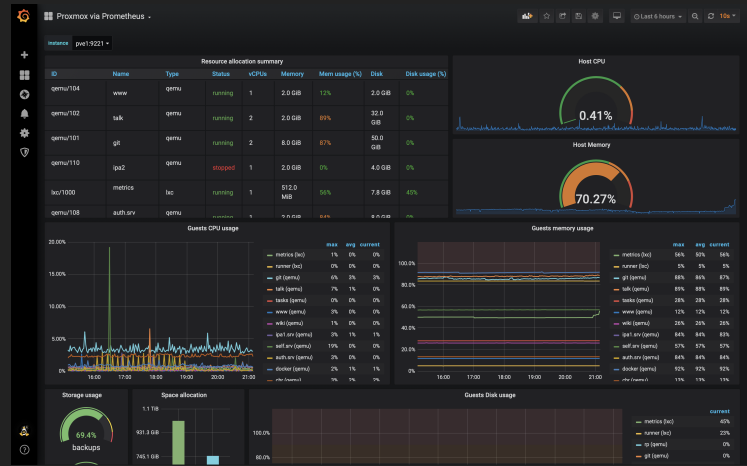 Proxmox via Prometheus
Last 6 hours
10s
instance pve1:9221
Resource allocation summary
ID Name Type Status vCPUs Memory Mem usage (%) Disk Disk usage (%)
qemu/104 www qemu running 1 2.0 GiB 12% 2.0 GiB 0%
qemu/102 talk qemu running 2 2.0 GiB 89% 32.0 GiB 0%
qemu/101 git qemu running 2 8.0 GiB 87% 50.0 GiB 0%
qemu/110 ipa2 qemu stopped 1 2.0 GiB 0% 4.0 GiB 0%
lxc/1000 metrics lxc running 1 512.0 MiB 56% 7.8 GiB 45%
qemu/108 auth.srv qemu running 1 2.0 GiB 84% 8.0 GiB 0%
Host CPU
0.41%
Host Memory
70.27%
Guests CPU usage
20.00%
15.00%
10.00%
5.00%
0%
16:00 17:00 18:00 19:00 20:00 21:00
max avg current
metrics (lxc) 1% 0% 0%
runner (lxc) 0% 0% 0%
git (qemu) 6% 3% 3%
talk (qemu) 7% 1% 0%
tasks (qemu) 0% 0% 0%
www (qemu) 3% 0% 0%
wiki (qemu) 1% 0% 0%
ipa1.srv (qemu) 3% 1% 1%
self.srv (qemu) 19% 0% 0%
auth.srv (qemu) 3% 0% 0%
docker (qemu) 2% 1% 1%
Guests memory usage
100.0%
80.0%
60.0%
40.0%
20.0%
0%
16:00 17:00 18:00 19:00 20:00 21:00
max avg current
metrics (lxc) 56% 50% 56%
runner (lxc) 5% 5% 5%
git (qemu) 88% 86% 87%
talk (qemu) 89% 88% 89%
tasks (qemu) 28% 28% 28%
www (qemu) 12% 12% 12%
wiki (qemu) 26% 26% 26%
ipa1.srv (qemu) 84% 84% 83%
self.srv (qemu) 57% 57% 57%
auth.srv (qemu) 84% 84% 84%
docker (qemu) 92% 92% 92%
Storage usage
69.4%
backups
Space allocation
1.1 TiB
931.3 GiB
745.1 GiB
Guests Disk usage
100.0%
80.0%
current
metrics (lxc) 45%
runner (lxc) 23%
rp (qemu) 0%
git (qemu) 0%